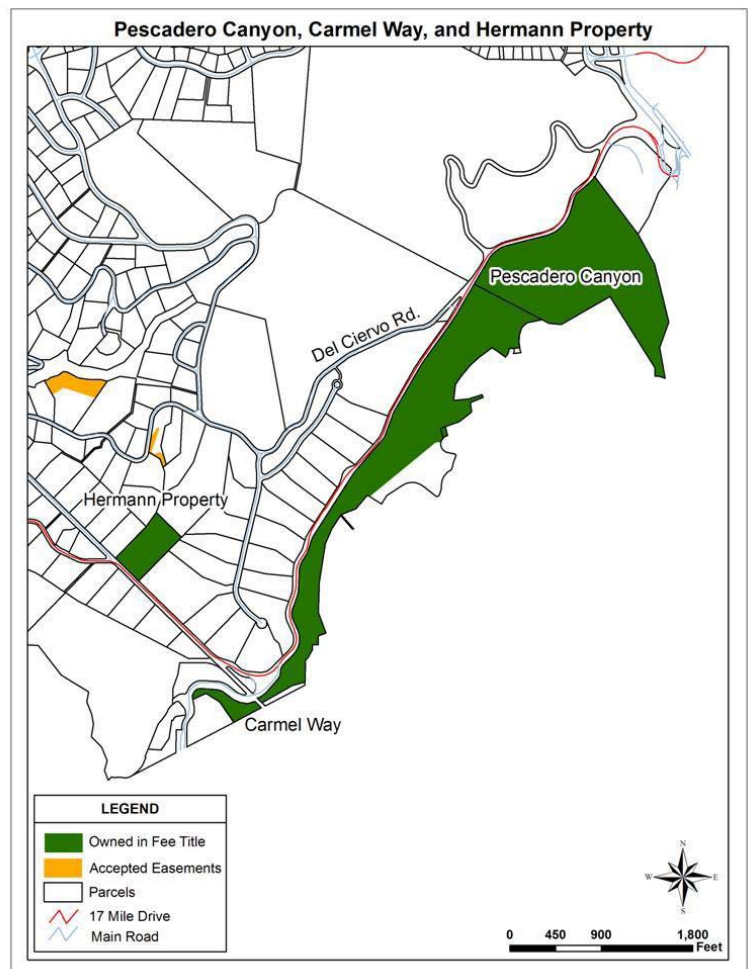 Pescadero Canyon, Carmel Way, and Hermann Property
Pescadero Canyon
Del Ciervo Rd.
Hermann Property
Carmel Way
LEGEND
Owned in Fee Title
Accepted Easements
Parcels
17 Mile Drive
Main Road
N
W E
S
0 450 900 1,800
Feet